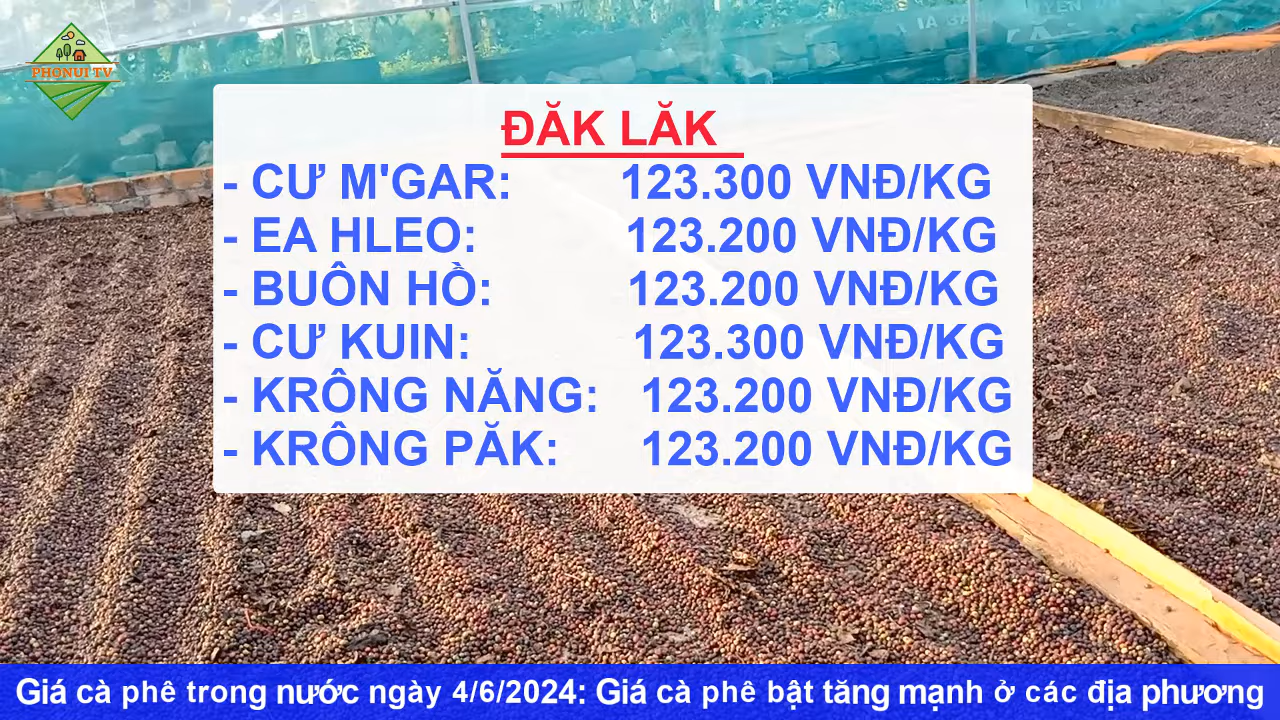 PHONUI TV
ĐĂK LĂK
- CƯ M'GAR: 123.300 VNĐ/KG
- EA HLEO: 123.200 VNĐ/KG
- BUÔN HỒ: 123.200 VNĐ/KG
- CƯ KUIN: 123.300 VNĐ/KG
- KRÔNG NĂNG: 123.200 VNĐ/KG
- KRÔNG PĂK: 123.200 VNĐ/KG
Giá cà phê trong nước ngày 4/6/2024: Giá cà phê bật tăng mạnh ở các địa phương